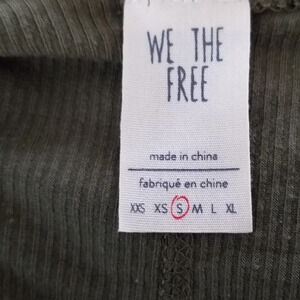 WE THE
FREE
made in china
fabriqué en chine
XXS XS S M L XL